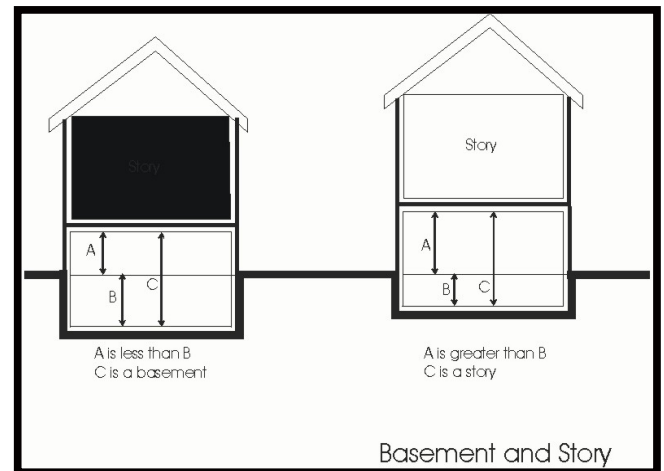 Story
A
B
C
A is less than B
C is a basement
Story
A
B
C
A is greater than B
C is a story
Basement and Story